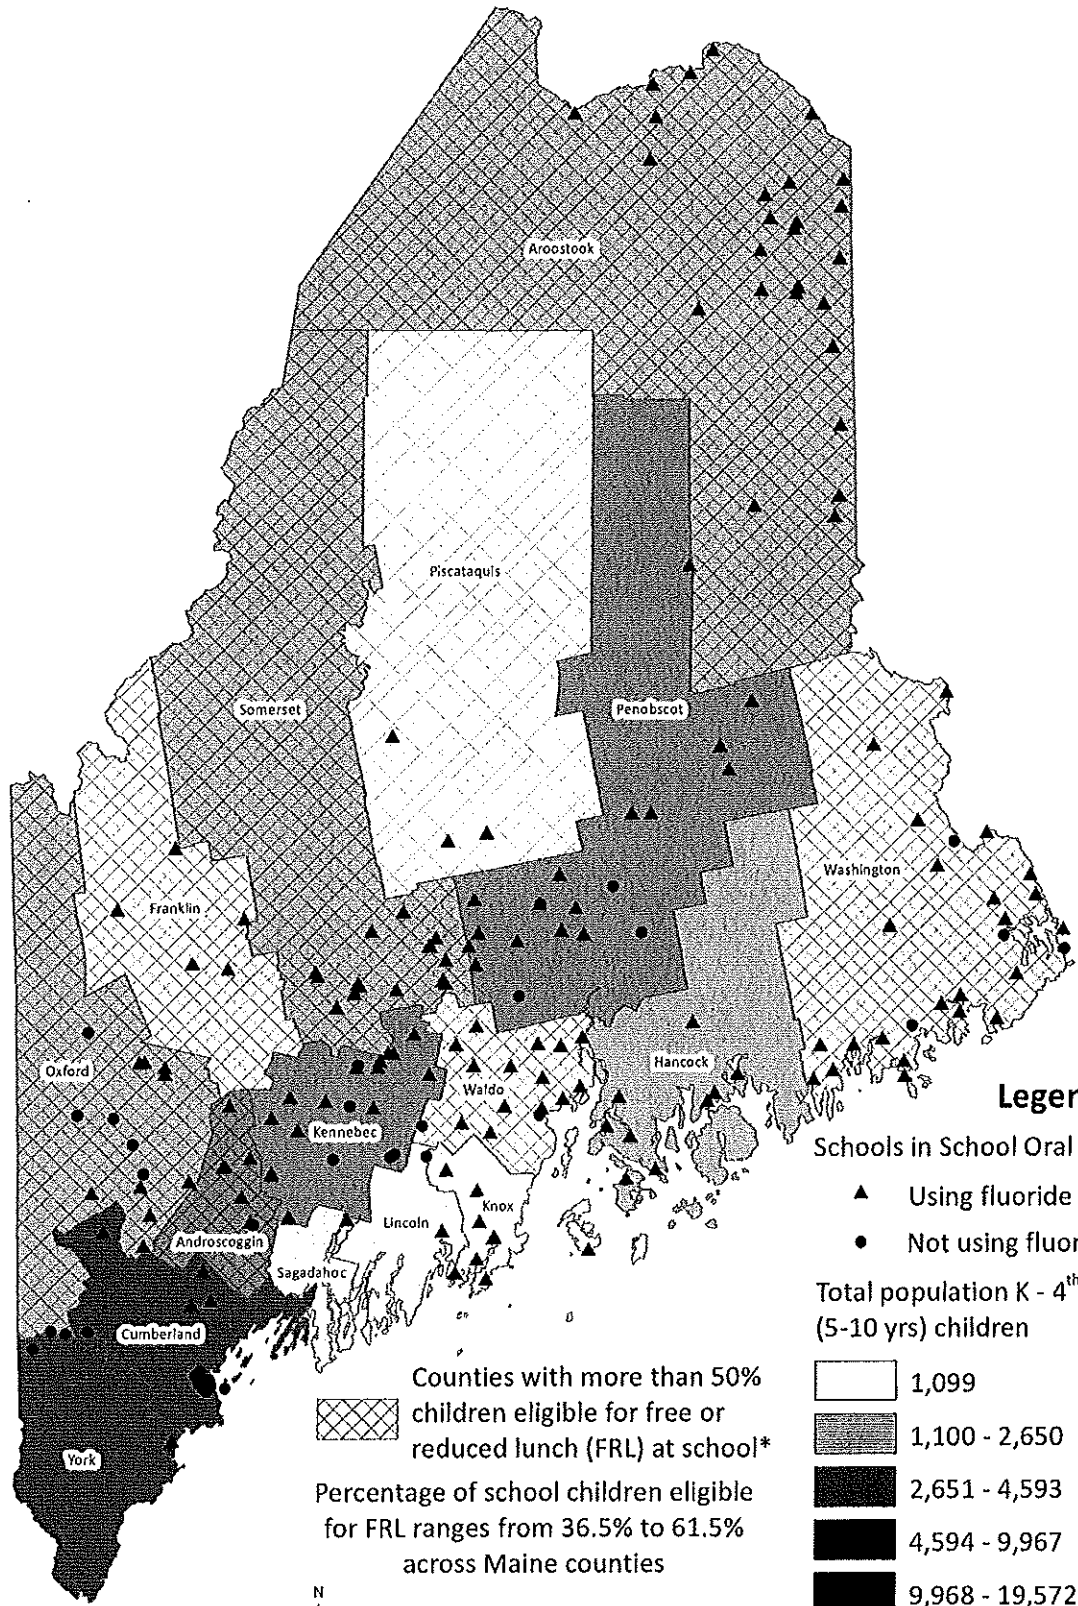 Aroostook
Piscataquis
Somerset
Penobscot
Washington
Franklin
Hancock
Oxford
Waldo
Kennebec
Knox
Lincoln
Androscoggin
Sagadahoc
Cumberland
York
Leger
Schools in School Oral
Using fluoride
Not using fluor
Total population K - 4th
(5-10 yrs) children
1,099
1,100 - 2,650
2,651 - 4,593
4,594 - 9,967
9,968 - 19,572
Counties with more than 50%
children eligible for free or
reduced lunch (FRL) at school*
Percentage of school children eligible
for FRL ranges from 36.5% to 61.5%
across Maine counties
N